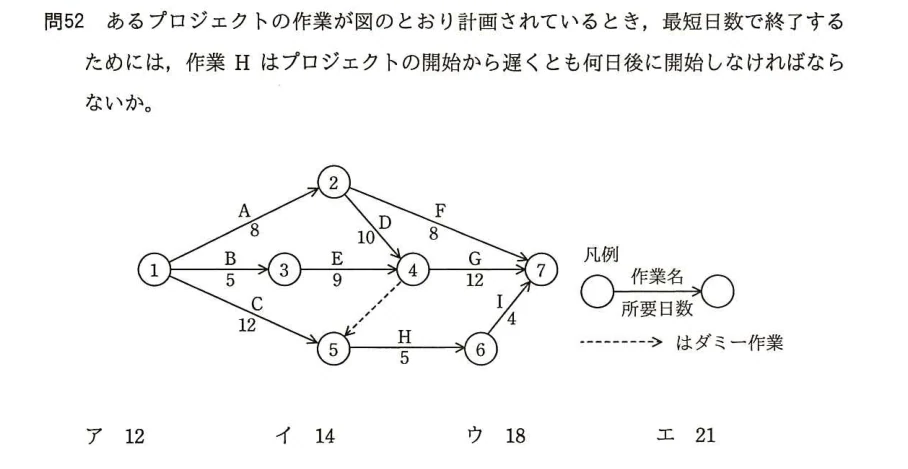 問52 あるプロジェクトの作業が図のとおり計画されているとき，最短日数で終了する
ためには，作業 H はプロジェクトの開始から遅くとも何日後に開始しなければなら
ないか。
2
A
8
D
10
F
8
1
B
5
3
E
9
4
G
12
7
C
12
5
H
5
6
I
4
凡例
作業名
所要日数
はダミー作業
ア 12 イ 14 ウ 18 エ 21